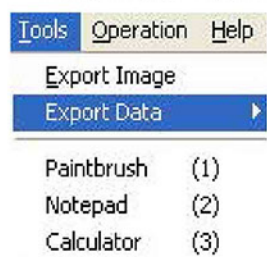 Tools Operation Help
Export Image
Export Data
Paintbrush (1)
Notepad (2)
Calculator (3)